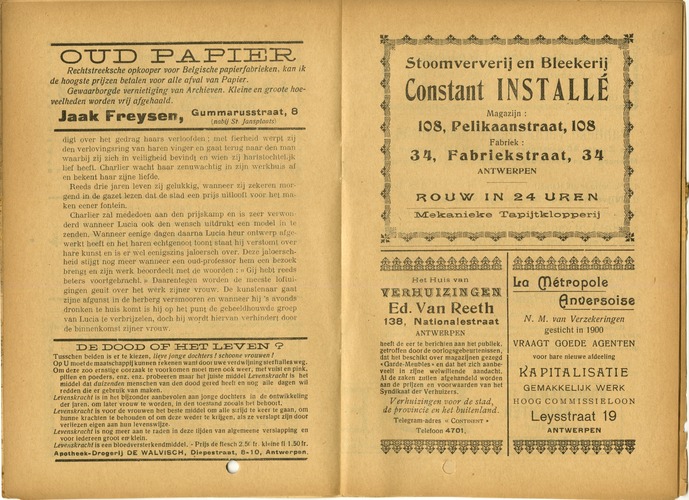 OUD PAPIER
Rechtstreeksche opkooper voor Belgische papierfabrieken, kan ik
de hoogste prijzen betalen voor alle afval van Papier.
Gewaarborgde vernietiging van Archieven. Kleine en groote hoe-
veelheden worden vrij afgehaald.
Jaak Freysen, Gummarusstraat, 8
(nabij St. Jansplaats)
digt over het gedrag haars verloofden : met fierheid werpt zij
den verlovingsring van haren vinger en gaat terug naar den man
waarbij zij zich in veiligheid bevindt en wien zij hartstochtelijk
lief heeft. Charlier wacht haar zenuwachtig in zijn werkhuis af
en bekent haar zijne liefde.
Reeds drie jaren zij gelukkig, wanneer zij zekeren mor-
gend in de gazet lezen dat de stad een prijs uitlooft voor het ma-
ken eener fontein.
Charlier zal mededoen aan den prijskamp en is zeer verwon-
derd wanneer Lucia ook den wensch uitdrukt een model in te
zenden. Wanneer eenige dagen daarna Lucia heur ontwerp afge-
werkt heeft en het haren echtgenoot toont staat hij verstomt over
hare kunst en is er wel eenigszins jaloersch over. Deze jaloersch-
heid stijgt nog meer wanneer een oud-professor hem een bezoek
brengt en zijn werk beoordeelt met de woorden : « Gij hebt reeds
beters voortgebracht. » Daarentegen worden de meeste loftui-
gingen geuit over het werk zijner vrouw. De kunstenaar gaat
zijne afgunst in de herberg versmooren en wanneer hij 's avonds
dronken te huis komt is hij op het punt de gebeeldhouwde groep
van Lucia te verbrijzelen, doch hij wordt hiervan verhinderd door
de binnenkomst zijner vrouw.
DE DOOD OF HET LEVEN ?
Tusschen beiden is er te kiezen, lieve jonge dochters ! schoone vrouwen !
Op U moet de maatschappij kunnen rekenen want door uwe verdwijning sterft alles weg.
Om deze zoo ernstige oorzaak te voorkomen moet men ook weer, met vuist en pink,
pillen en poeders, enz. enz. probeeren maar het eenige juiste Levenskracht is het
middel dat duizenden menschen van den dood gered heeft en nog alle dagen wil
redden die er gebruik van maken.
Levenskracht is in het bijzonder aanbevolen aan jonge dochters in de ontwikkeling
der jaren, om later vrouw te worden, in den toestand zooals het behoort.
Levenskracht is voor de vrouwen het beste middel om alle strijd te keer te gaan, om
hunne krachten te behouden of om deze weder te krijgen, als ze verslapt zijn door
verliezen eigen aan hun levenswijze.
Levenskracht is nog meer aan te raden in deze tijden van algemeene verslapping en
voor iedereen groot en klein.
Levenskracht is een bloedversterkendmiddel. - Prijs de flesch 2.50 fr. kleine fl 1.50 fr.
Apotheek-Drogerij DE WALVISCH, Diepestraat, 8-10, Antwerpen.
Stoomververij en Bleekerij
Constant INSTALLÉ
Magazijn :
108, Pelikaanstraat, 108
Fabriek :
34, Fabriekstraat, 34
ANTWERPEN
ROUW IN 24 UREN
Mekanieke Tapijtklopperij
Het Huis van
VERHUIZINGEN
Ed. Van Reeth
138, Nationalestraat
ANTWERPEN
heeft de eer te berichten aan het publiek,
getroffen door de oorlogsgebeurtenissen,
dat het beschikt over magazijnen gezegd
«Garde-Meubles» en dat het zich aanbe-
veelt in zijne welwillende aandacht.
Al de zaken zullen afgehandeld worden
aan de prijzen en voorwaarden van het
Syndikaat der Verhuizers.
Verhuizingen voor de stad,
de provincie en het buitenland.
Telegram-adres « CONTIMENT »
Telefoon 4701.
La Métropole
Anversoise
N. M. van Verzekeringen
gesticht in 1900
VRAAGT GOEDE AGENTEN
voor hare nieuwe afdeeling
KAPITALISATIE
GEMAKKELIJK WERK
HOOG COMMISSIELOON
Leysstraat 19
ANTWERPEN